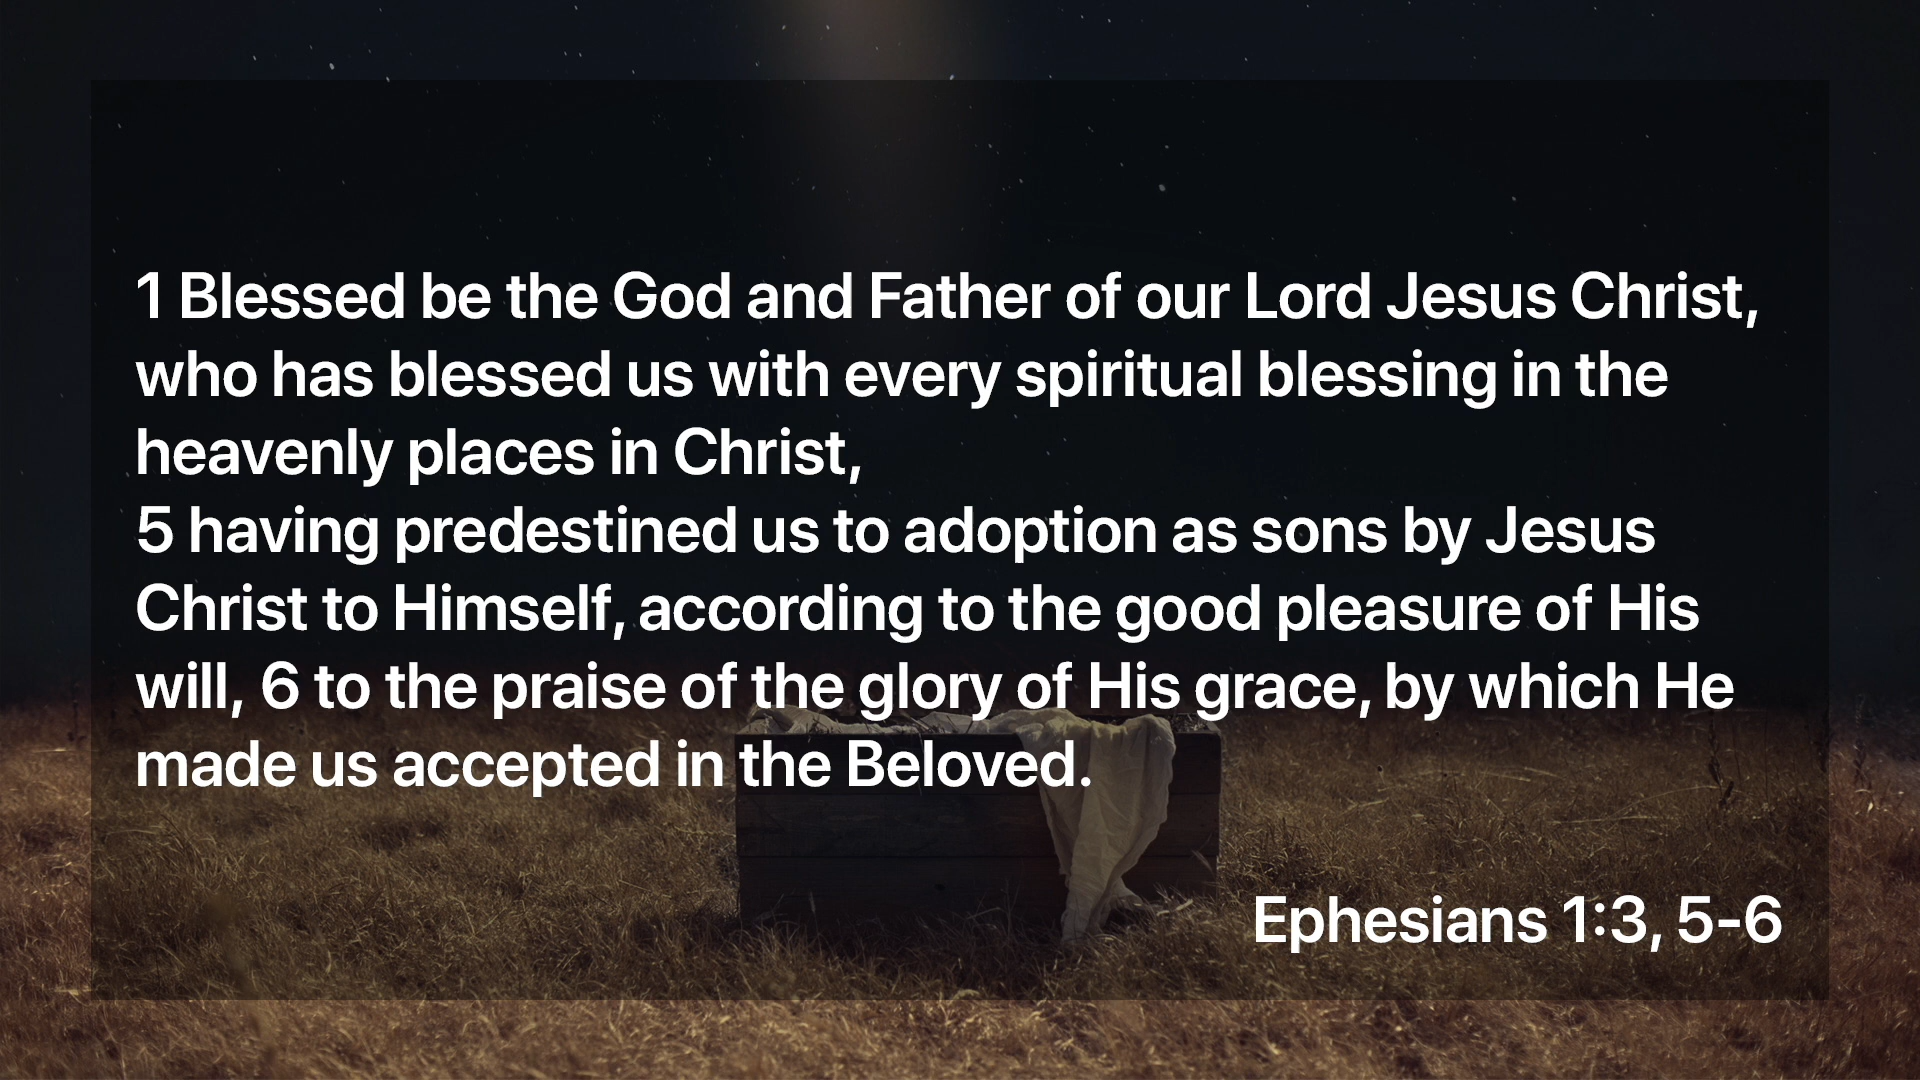 1 Blessed be the God and Father of our Lord Jesus Christ,
who has blessed us with every spiritual blessing in the
heavenly places in Christ,
5 having predestined us to adoption as sons by Jesus
Christ to Himself, according to the good pleasure of His
will, 6 to the praise of the glory of His grace, by which He
made us accepted in the Beloved.
Ephesians 1:3, 5-6